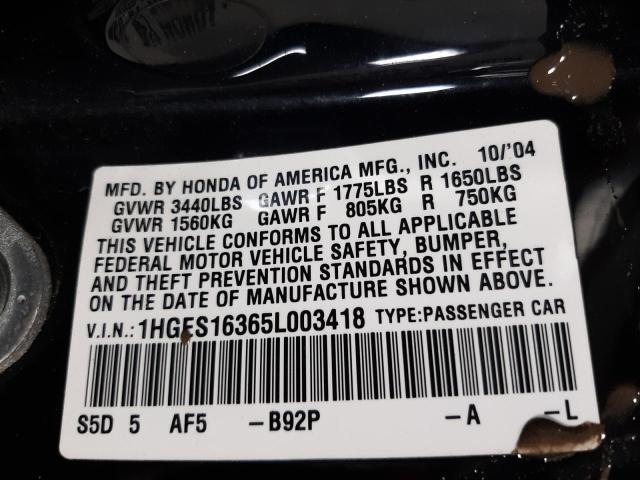 HONDA
MFD. BY HONDA OF AMERICA MFG., INC. 10/'04
GVWR 3440LBS GAWR F 1775LBS R 1650LBS
GVWR 1560KG GAWR F 805KG R 750KG
THIS VEHICLE CONFORMS TO ALL APPLICABLE
FEDERAL MOTOR VEHICLE SAFETY, BUMPER,
AND THEFT PREVENTION STANDARDS IN EFFECT
ON THE DATE OF MANUFACTURE SHOWN ABOVE.
V.I.N.: 1HGES16365L003418 TYPE:PASSENGER CAR
S5D 5 AF5 -B92P -A -L